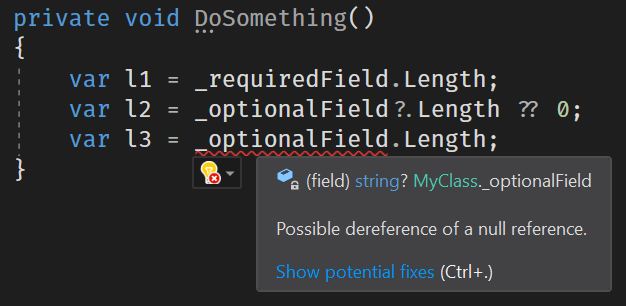 private void DoSomething()
{
var l1 = _requiredField.Length;
var l2 = _optionalField?.Length ?? 0;
var l3 = _optionalField.Length;
}
(field) string? MyClass._optionalField
Possible dereference of a null reference.
Show potential fixes (Ctrl+.)